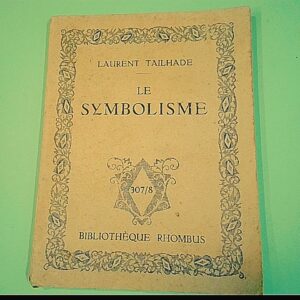 LAURENT TAILHADE
LE
SYMBOLISME
307/8
BIBLIOTHÈQUE RHOMBUS